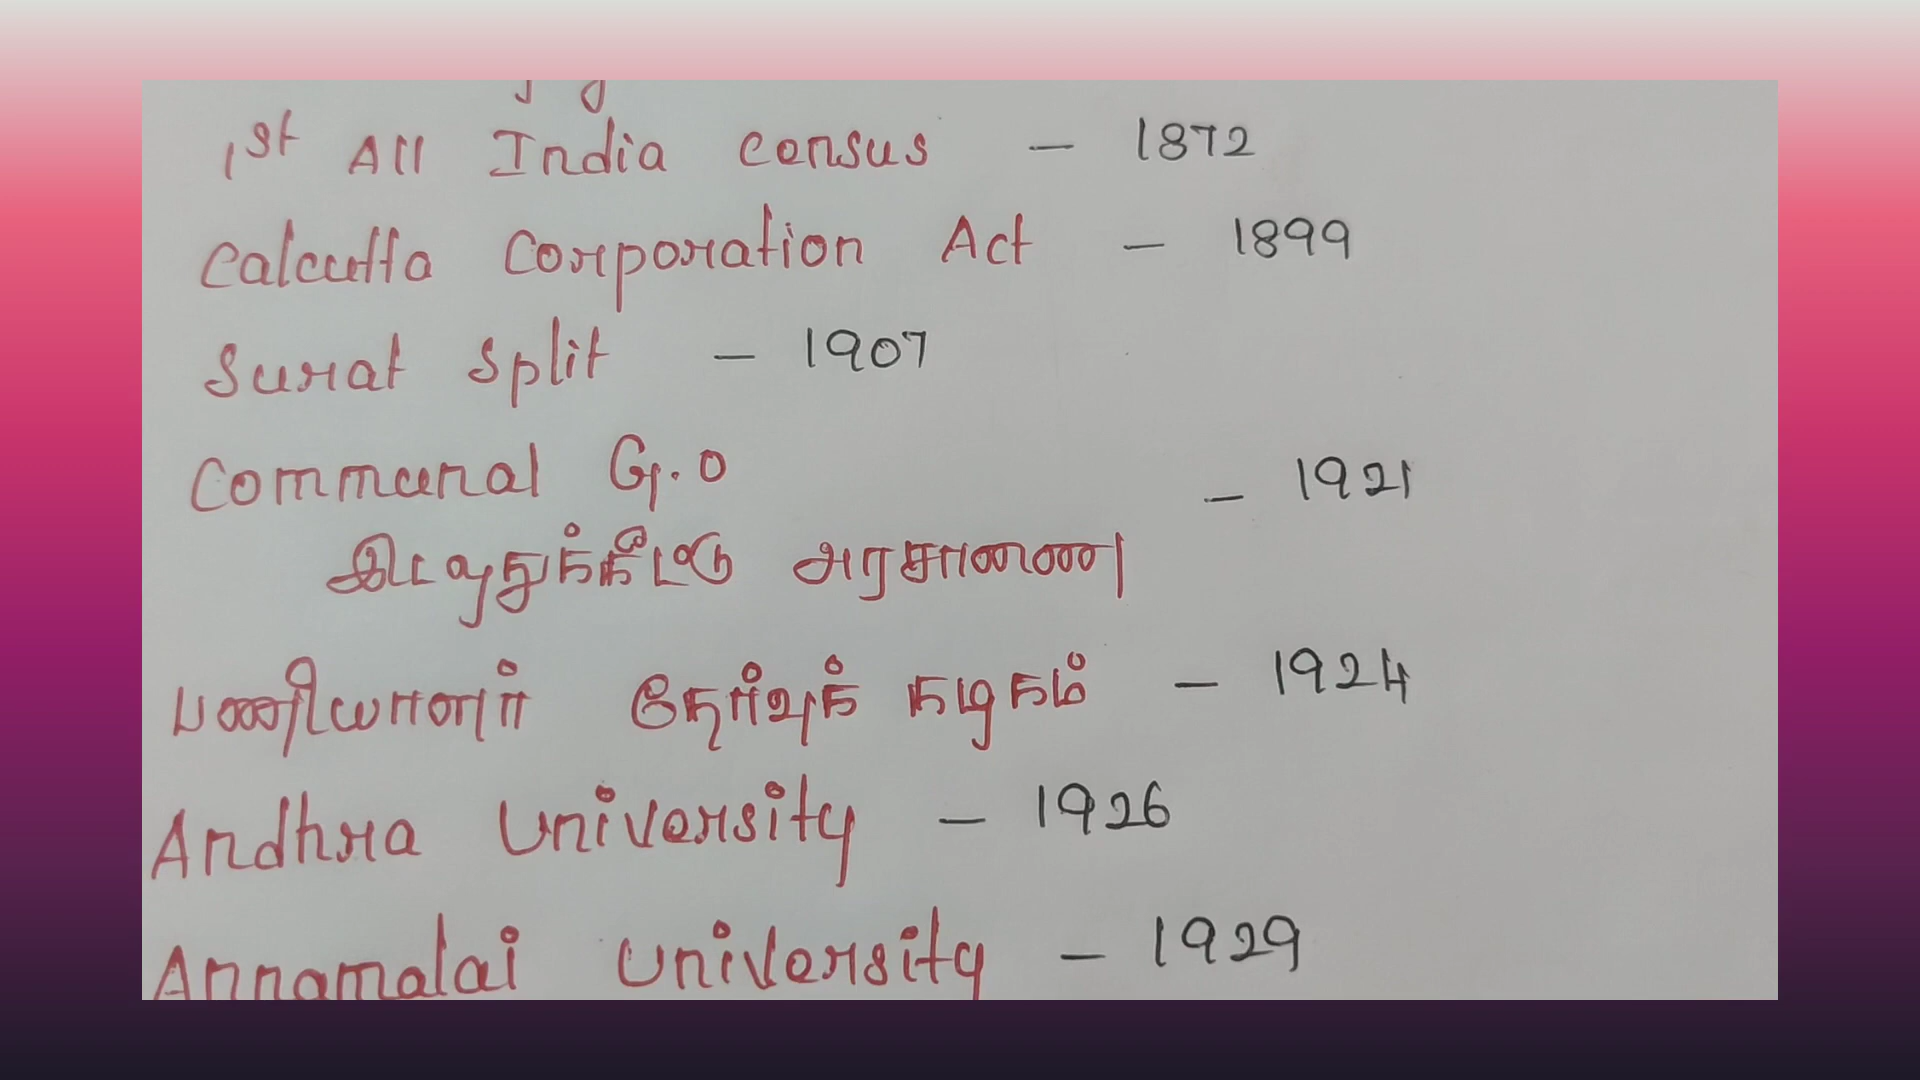 1st All India census - 1872
Calcutta Corporation Act - 1899
Surat split - 1907
Communal G.O - 1921
இடஒதுக்கீட்டு அரசாணை
பணியாளர் தேர்வுக் கழகம் - 1924
Andhra University - 1926
Annamalai University - 1929